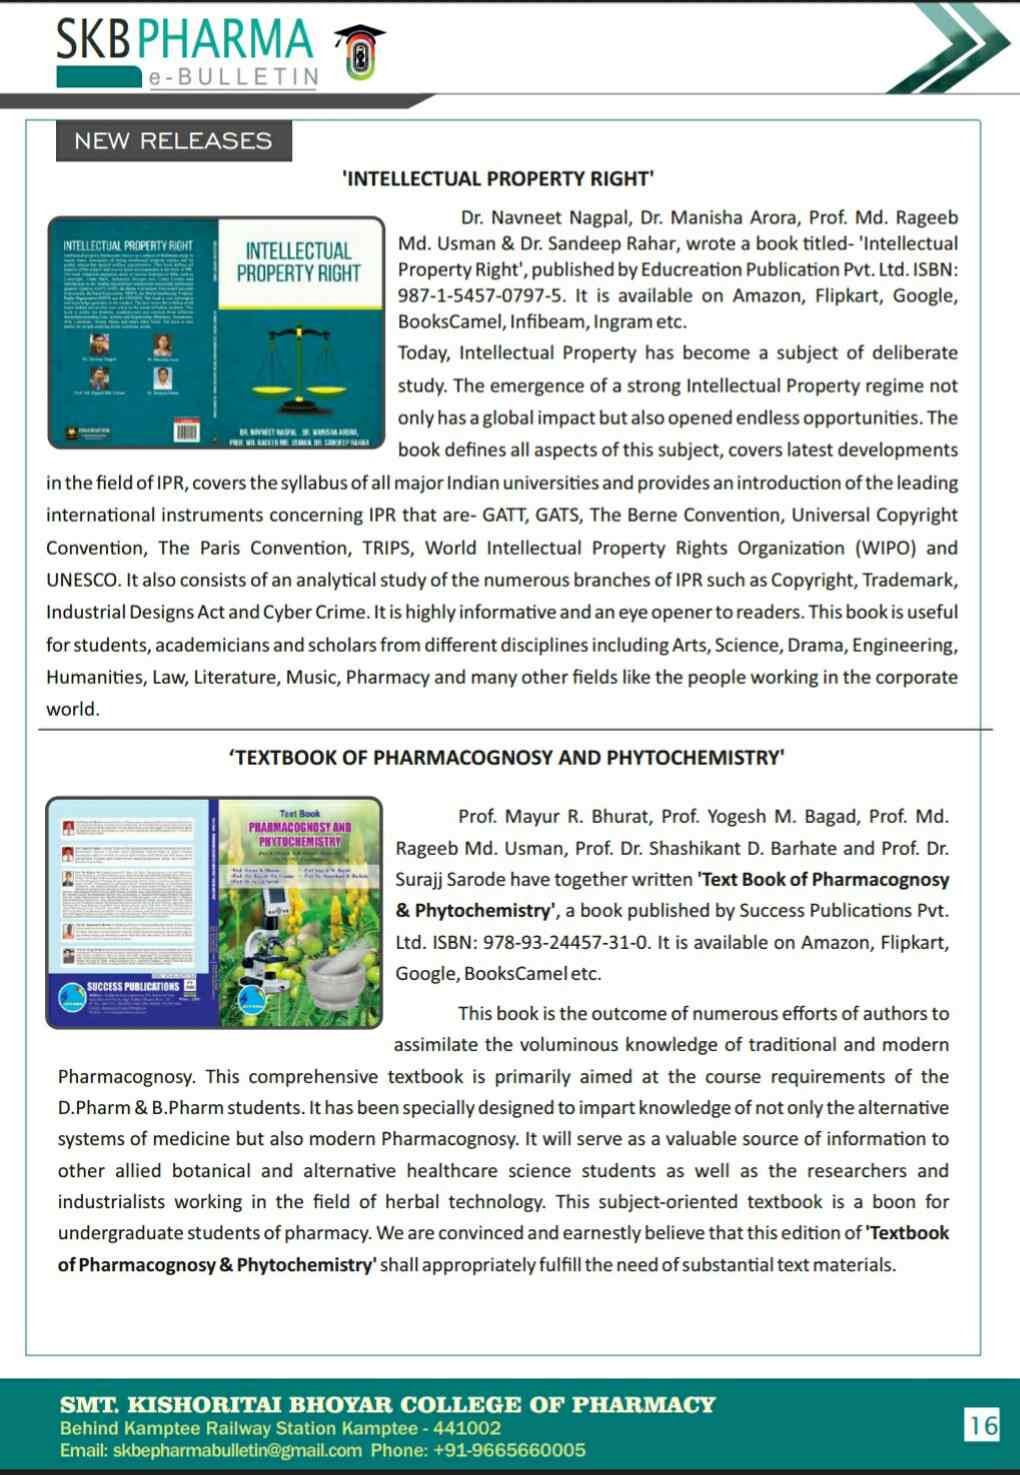 SKBPHARMA
e-BULLETIN
NEW RELEASES
'INTELLECTUAL PROPERTY RIGHT'
INTELLECTUAL PROPERTY RIGHT
INTELLECTUAL
PROPERTY RIGHT
DR. NAVNEET NAGPAL DR. MANISHA ARORA,
PROF. MD. RAGEEB MD. USMAN, DR. SANDEEP RAHAR
Dr. Navneet Nagpal, Dr. Manisha Arora, Prof. Md. Rageeb
Md. Usman & Dr. Sandeep Rahar, wrote a book titled- 'Intellectual
Property Right', published by Educreation Publication Pvt. Ltd. ISBN:
987-1-5457-0797-5. It is available on Amazon, Flipkart, Google,
BooksCamel, Infibeam, Ingram etc.
Today, Intellectual Property has become a subject of deliberate
study. The emergence of a strong Intellectual Property regime not
only has a global impact but also opened endless opportunities. The
book defines all aspects of this subject, covers latest developments
in the field of IPR, covers the syllabus of all major Indian universities and provides an introduction of the leading
international instruments concerning IPR that are- GATT, GATS, The Berne Convention, Universal Copyright
Convention, The Paris Convention, TRIPS, World Intellectual Property Rights Organization (WIPO) and
UNESCO. It also consists of an analytical study of the numerous branches of IPR such as Copyright, Trademark,
Industrial Designs Act and Cyber Crime. It is highly informative and an eye opener to readers. This book is useful
for students, academicians and scholars from different disciplines including Arts, Science, Drama, Engineering,
Humanities, Law, Literature, Music, Pharmacy and many other fields like the people working in the corporate
world.
‘TEXTBOOK OF PHARMACOGNOSY AND PHYTOCHEMISTRY'
Text Book
PHARMACOGNOSY AND
PHYTOCHEMISTRY
SUCCESS PUBLICATIONS
Prof. Mayur R. Bhurat, Prof. Yogesh M. Bagad, Prof. Md.
Rageeb Md. Usman, Prof. Dr. Shashikant D. Barhate and Prof. Dr.
Surajj Sarode have together written 'Text Book of Pharmacognosy
& Phytochemistry', a book published by Success Publications Pvt.
Ltd. ISBN: 978-93-24457-31-0. It is available on Amazon, Flipkart,
Google, BooksCamel etc.
This book is the outcome of numerous efforts of authors to
assimilate the voluminous knowledge of traditional and modern
Pharmacognosy. This comprehensive textbook is primarily aimed at the course requirements of the
D.Pharm & B.Pharm students. It has been specially designed to impart knowledge of not only the alternative
systems of medicine but also modern Pharmacognosy. It will serve as a valuable source of information to
other allied botanical and alternative healthcare science students as well as the researchers and
industrialists working in the field of herbal technology. This subject-oriented textbook is a boon for
undergraduate students of pharmacy. We are convinced and earnestly believe that this edition of 'Textbook
of Pharmacognosy & Phytochemistry' shall appropriately fulfill the need of substantial text materials.
SMT. KISHORITAI BHOYAR COLLEGE OF PHARMACY
Behind Kamptee Railway Station Kamptee - 441002
Email: skbepharmabulletin@gmail.com Phone: +91-9665660005
16